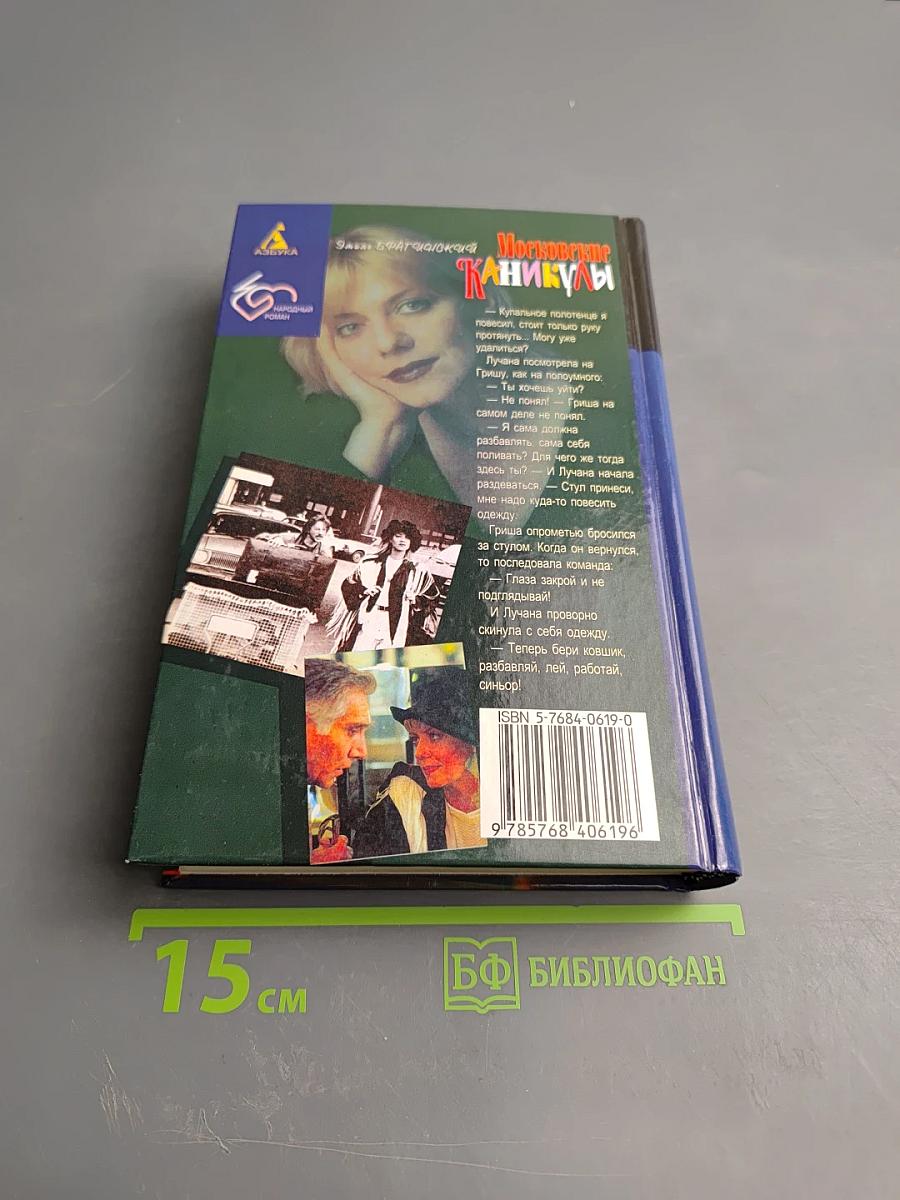 АЗБУКА
НАРОДНЫЙ
РОМАН
Эмиль БРАГИНСКИЙ
Московские
КАНИКУЛЫ
— Купальное полотенце я
повесил, стоит только руку
протянуть... Могу уже
удалиться?
Лучана посмотрела на
Гришу, как на полоумного:
— Ты хочешь уйти?
— Не понял! — Гриша на
самом деле не понял.
— Я сама должна
разбавлять, сама себя
поливать? Для чего же тогда
здесь ты? — И Лучана начала
раздеваться. — Стул принеси,
мне надо куда-то повесить
одежду.
Гриша опрометью бросился
за стулом. Когда он вернулся,
то последовала команда:
— Глаза закрой и не
подглядывай!
И Лучана проворно
скинула с себя одежду.
— Теперь бери ковшик,
разбавляй, лей, работай,
синьор!
ISBN 5-7684-0619-0
9 785768 406196
15 см
БФ БИБЛИОФАН